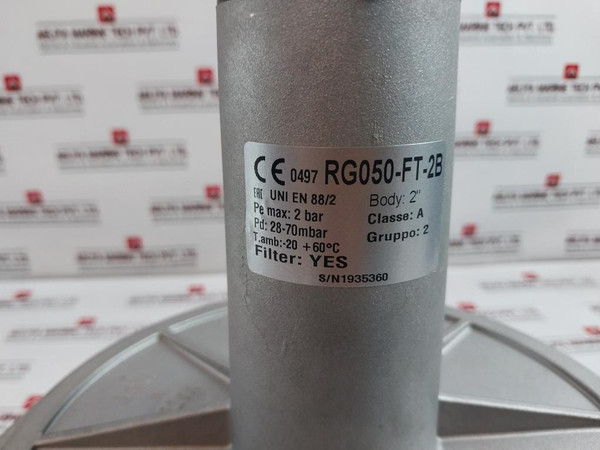 CE 0497 RG050-FT-2B
EAC UNI EN 88/2 Body: 2"
Pe max: 2 bar Classe: A
Pd: 28-70mbar Gruppo: 2
T.amb:-20 +60°C
Filter: YES
S/N1935360